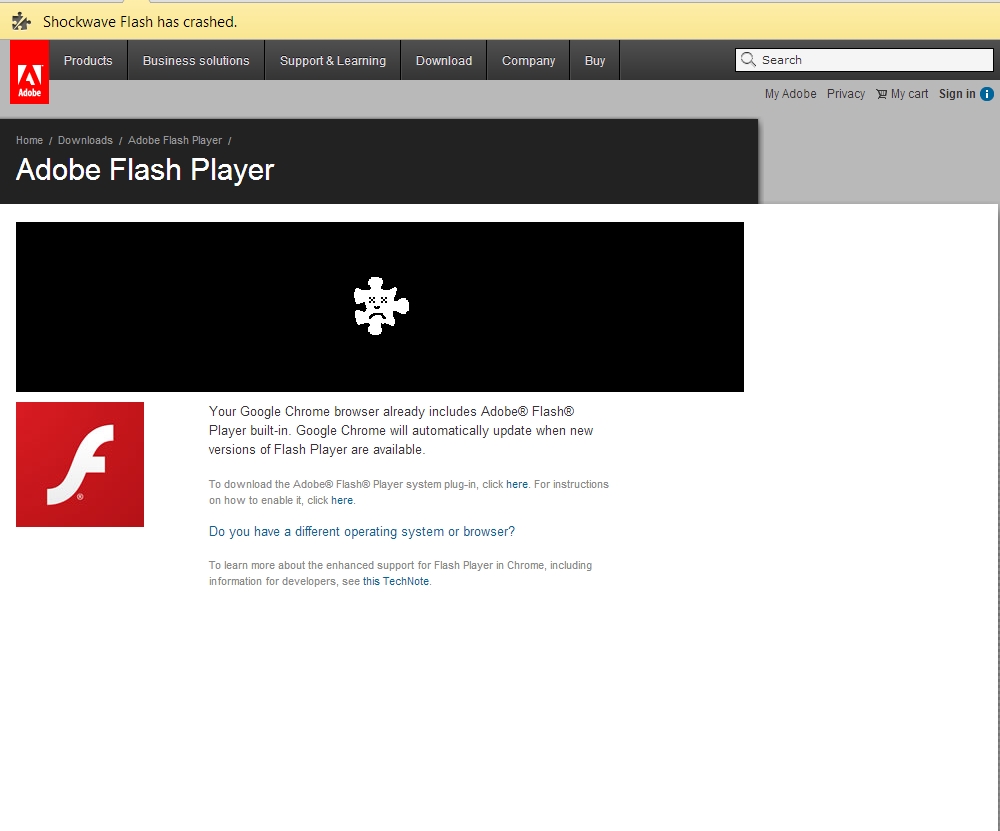 Shockwave Flash has crashed.
Adobe
Products Business solutions Support & Learning Download Company Buy Search
My Adobe Privacy My cart Sign in i
Home / Downloads / Adobe Flash Player /
Adobe Flash Player
Your Google Chrome browser already includes Adobe® Flash®
Player built-in. Google Chrome will automatically update when new
versions of Flash Player are available.
To download the Adobe® Flash® Player system plug-in, click here. For instructions
on how to enable it, click here.
Do you have a different operating system or browser?
To learn more about the enhanced support for Flash Player in Chrome, including
information for developers, see this TechNote.